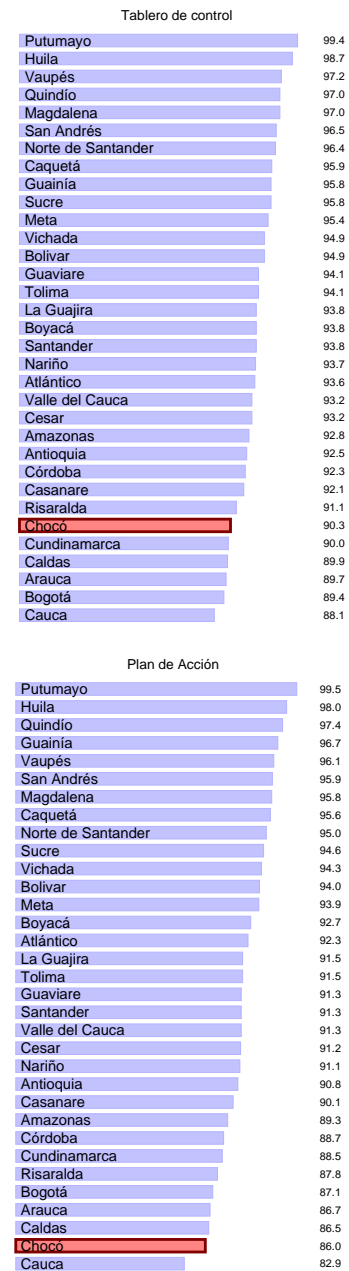 Tablero de control
Putumayo 99.4
Huila 98.7
Vaupés 97.2
Quindío 97.0
Magdalena 97.0
San Andrés 96.5
Norte de Santander 96.4
Caquetá 95.9
Guainía 95.8
Sucre 95.8
Meta 95.4
Vichada 94.9
Bolivar 94.9
Guaviare 94.1
Tolima 94.1
La Guajira 93.8
Boyacá 93.8
Santander 93.8
Nariño 93.7
Atlántico 93.6
Valle del Cauca 93.2
Cesar 93.2
Amazonas 92.8
Antioquia 92.5
Córdoba 92.3
Casanare 92.1
Risaralda 91.1
Chocó 90.3
Cundinamarca 90.0
Caldas 89.9
Arauca 89.7
Bogotá 89.4
Cauca 88.1
Plan de Acción
Putumayo 99.5
Huila 98.0
Quindío 97.4
Guainía 96.7
Vaupés 96.1
San Andrés 95.9
Magdalena 95.8
Caquetá 95.6
Norte de Santander 95.0
Sucre 94.6
Vichada 94.3
Bolivar 94.0
Meta 93.9
Boyacá 92.7
Atlántico 92.3
La Guajira 91.5
Tolima 91.5
Guaviare 91.3
Santander 91.3
Valle del Cauca 91.3
Cesar 91.2
Nariño 91.1
Antioquia 90.8
Casanare 90.1
Amazonas 89.3
Córdoba 88.7
Cundinamarca 88.5
Risaralda 87.8
Bogotá 87.1
Arauca 86.7
Caldas 86.5
Chocó 86.0
Cauca 82.9